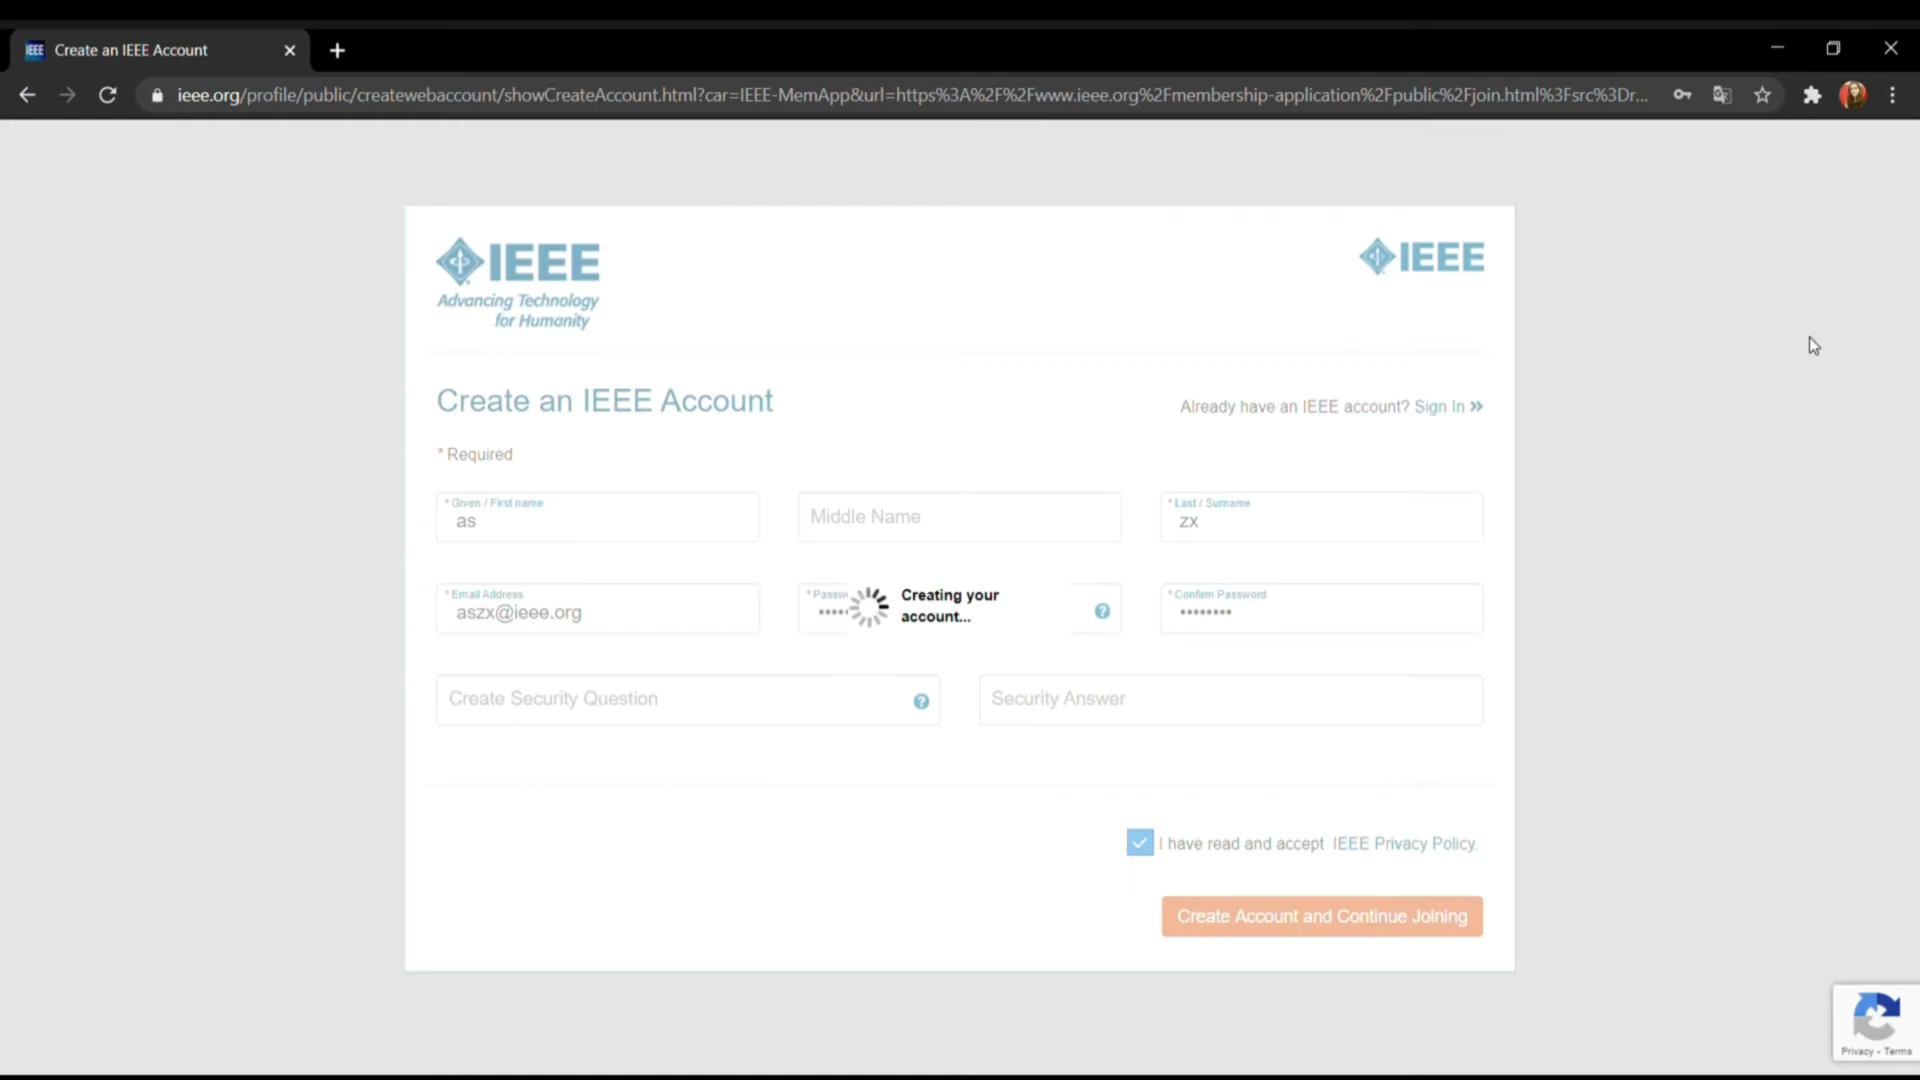 IEEE Create an IEEE Account
ieee.org/profile/public/createwebaccount/showCreateAccount.html?car=IEEE-MemApp&url=https%3A%2F%2Fwww.ieee.org%2Fmembership-application%2Fpublic%2Fjoin.html%3Fsrc%3Dr...
IEEE
Advancing Technology
for Humanity
IEEE
Create an IEEE Account
Already have an IEEE account? Sign In »
* Required
* Given / First name
as
Middle Name
* Last / Surname
zx
* Email Address
aszx@ieee.org
* Passw
Creating your
account...
* Confirm Password
Create Security Question
Security Answer
I have read and accept IEEE Privacy Policy.
Create Account and Continue Joining
Privacy - Terms